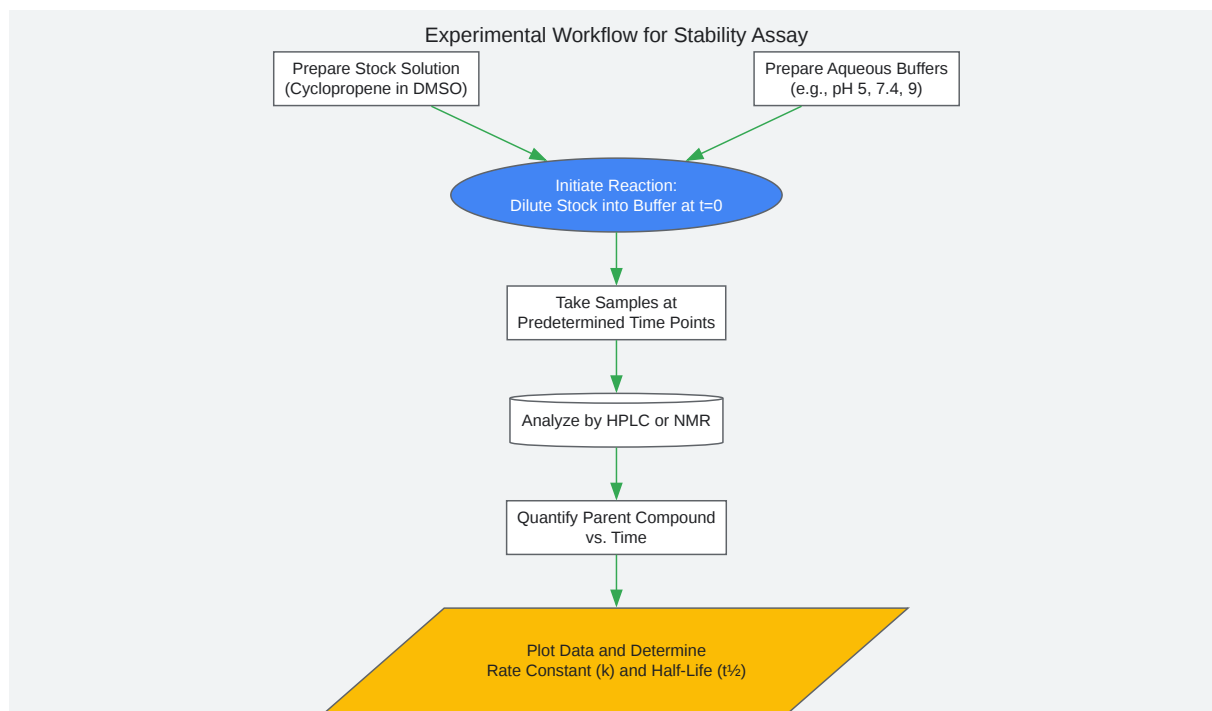 Experimental Workflow for Stability Assay
Prepare Stock Solution
(Cyclopropene in DMSO)
Prepare Aqueous Buffers
(e.g., pH 5, 7.4, 9)
Initiate Reaction:
Dilute Stock into Buffer at t=0
Take Samples at
Predetermined Time Points
Analyze by HPLC or NMR
Quantify Parent Compound
vs. Time
Plot Data and Determine
Rate Constant (k) and Half-Life (t½)